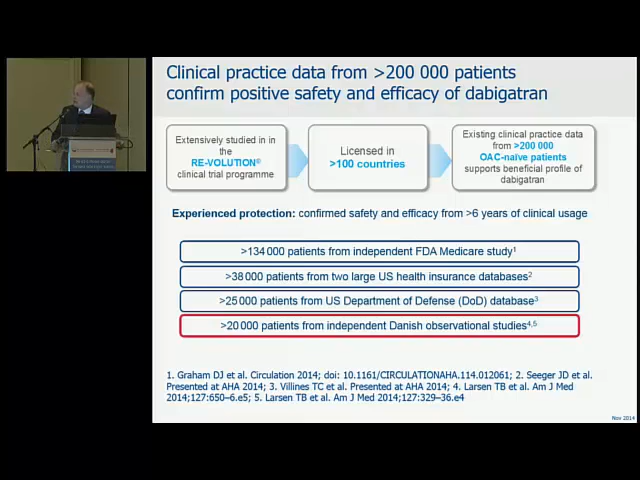 Clinical practice data from >200 000 patients
confirm positive safety and efficacy of dabigatran
Extensively studied in in
the
RE-VOLUTION®
clinical trial programme
Licensed in
>100 countries
Existing clinical practice data
from >200 000
OAC-naïve patients
supports beneficial profile of
dabigatran
Experienced protection: confirmed safety and efficacy from >6 years of clinical usage
>134 000 patients from independent FDA Medicare study1
>38 000 patients from two large US health insurance databases2
>25 000 patients from US Department of Defense (DoD) database3
>20 000 patients from independent Danish observational studies4,5
1. Graham DJ et al. Circulation 2014; doi: 10.1161/CIRCULATIONAHA.114.012061; 2. Seeger JD et al.
Presented at AHA 2014; 3. Villines TC et al. Presented at AHA 2014; 4. Larsen TB et al. Am J Med
2014;127:650–6.e5; 5. Larsen TB et al. Am J Med 2014;127:329–36.e4
Nov 2014